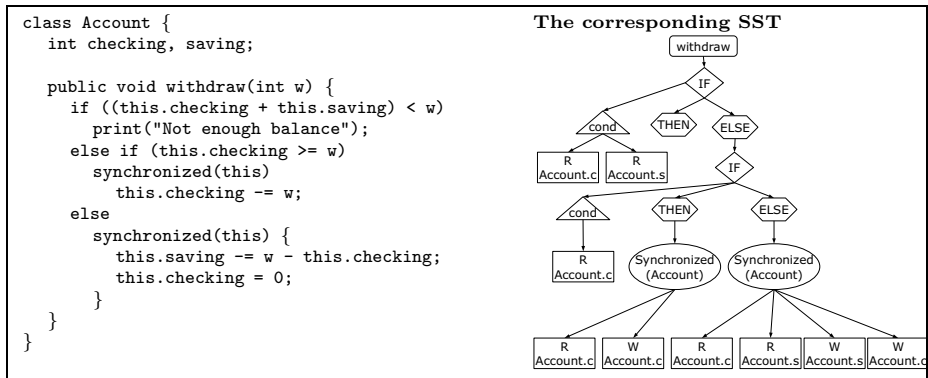 class Account {
int checking, saving;
public void withdraw(int w) {
if ((this.checking + this.saving) < w)
print("Not enough balance");
else if (this.checking >= w)
synchronized(this)
this.checking -= w;
else
synchronized(this) {
this.saving -= w - this.checking;
this.checking = 0;
}
}
}
The corresponding SST
withdraw
IF
cond
THEN
ELSE
R
Account.c
R
Account.s
IF
cond
THEN
ELSE
R
Account.c
Synchronized
(Account)
Synchronized
(Account)
R
Account.c
W
Account.c
R
Account.c
R
Account.s
W
Account.s
W
Account.c